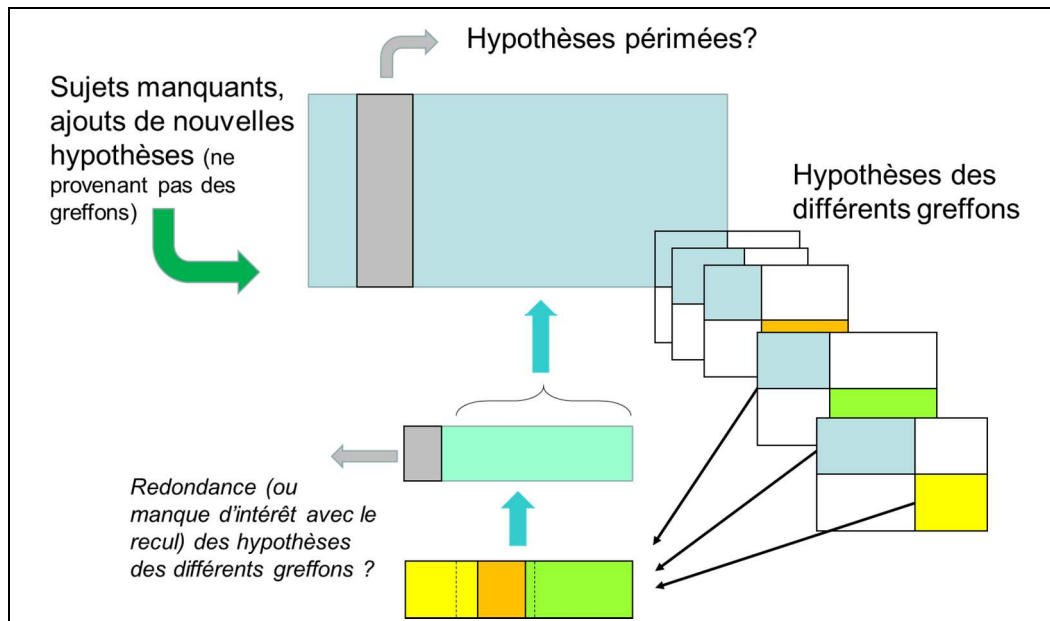 Hypothèses périmées?
Sujets manquants,
ajouts de nouvelles
hypothèses (ne
provenant pas des
greffons)
Hypothèses des
différents greffons
Redondance (ou
manque d'intérêt avec le
recul) des hypothèses
des différents greffons ?